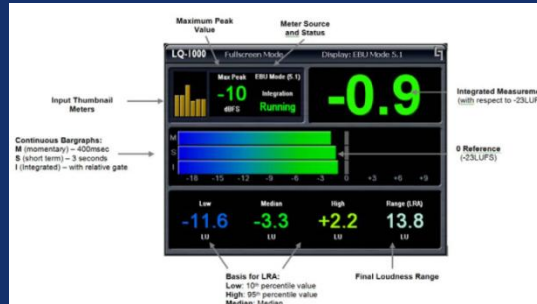 Maximum Peak
Value
Meter Source
and Status
LQ-1000 Fullscreen Mode Display: EBU Mode 5.1
Max Peak EBU Mode (5.1)
-10 Integration
dBFS Running
-0.9
Input Thumbnail
Meters
Integrated Measurement
(with respect to -23LUFS
Continuous Bargraphs:
M (momentary) – 400msec
S (short term) – 3 seconds
I (Integrated) – with relative gate
M
S
I
-18 -15 -12 -9 -6 -3 0 +3 +6 +9
0 Reference
(-23LUFS)
Low Median High Range (LRA)
-11.6 -3.3 +2.2 13.8
LU LU LU LU
Basis for LRA:
Low: 10th percentile value
High: 95th percentile value
Median: Median
Final Loudness Range